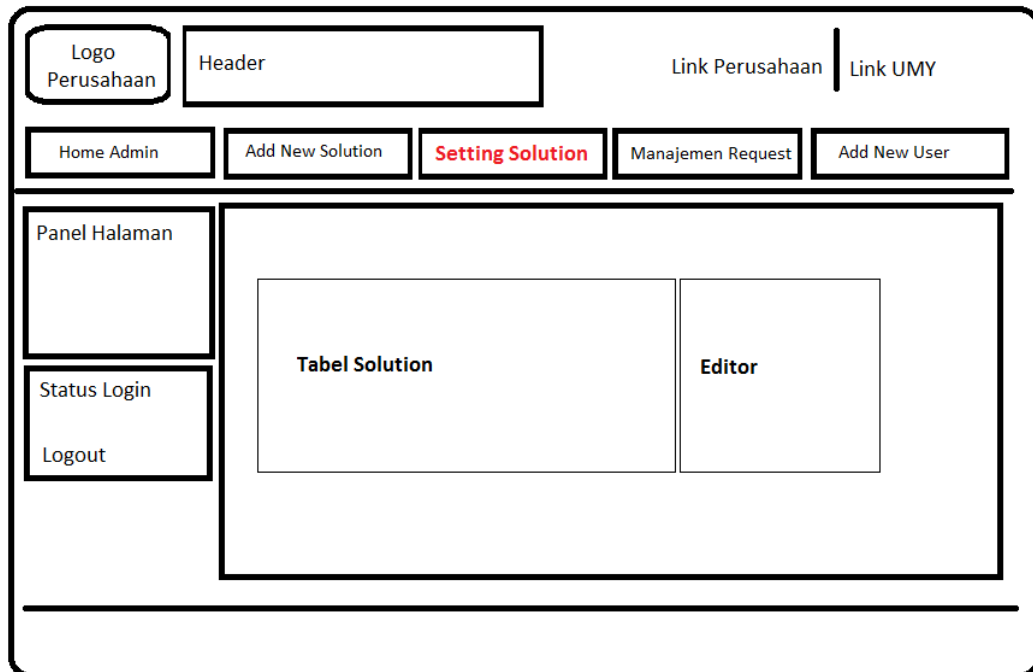 Logo
Perusahaan
Header
Link Perusahaan
Link UMY
Home Admin
Add New Solution
Setting Solution
Manajemen Request
Add New User
Panel Halaman
Status Login
Logout
Tabel Solution
Editor